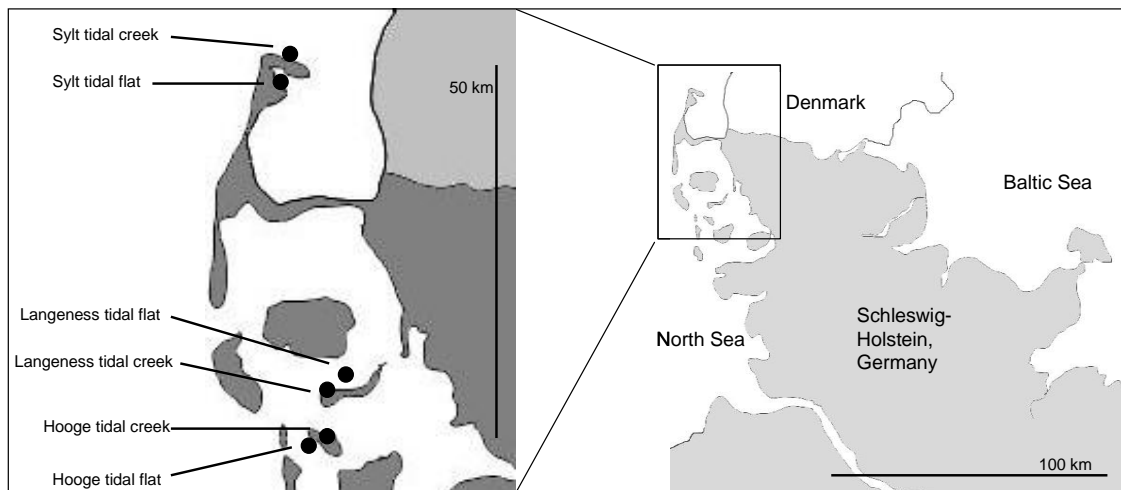 Sylt tidal creek
Sylt tidal flat
50 km
Langeness tidal flat
Langeness tidal creek
Hooge tidal creek
Hooge tidal flat
Denmark
Baltic Sea
North Sea
Schleswig-
Holstein,
Germany
100 km